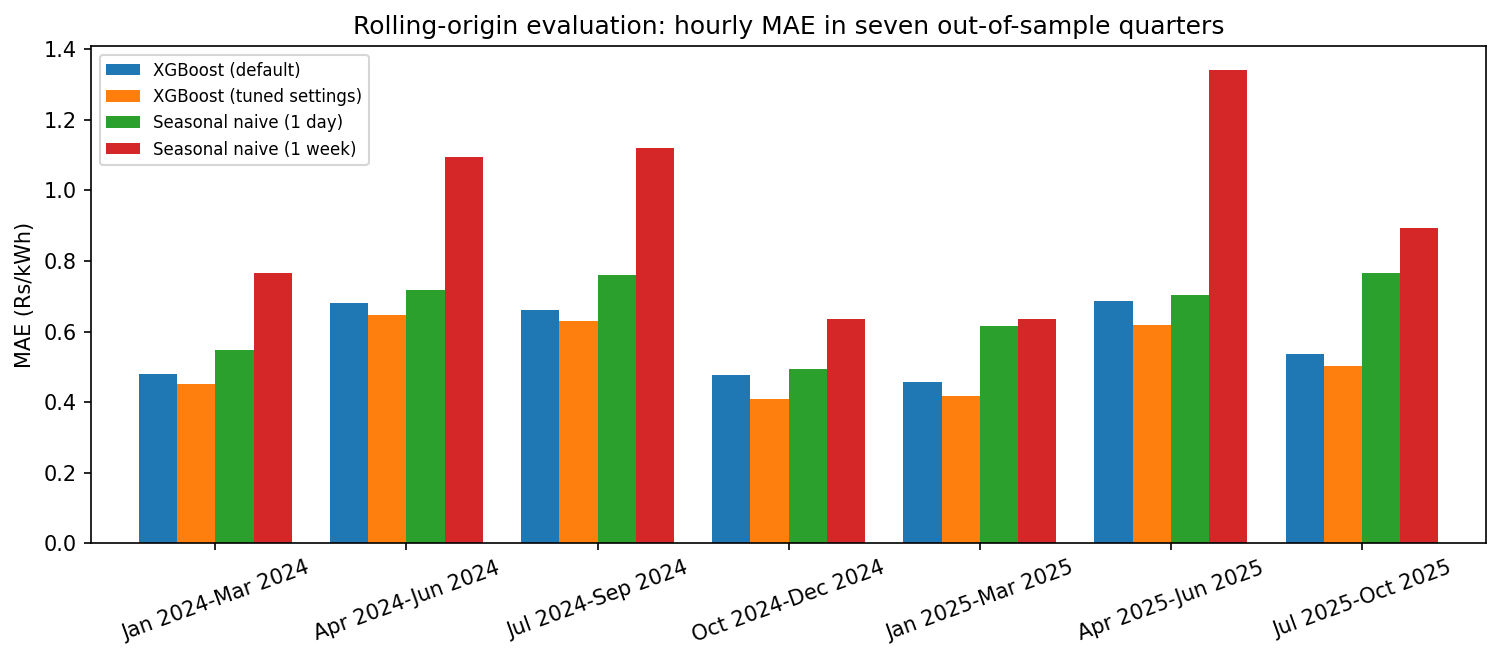 Rolling-origin evaluation: hourly MAE in seven out-of-sample quarters
XGBoost (default)
XGBoost (tuned settings)
Seasonal naive (1 day)
Seasonal naive (1 week)
MAE (Rs/kWh)
1.4
1.2
1.0
0.8
0.6
0.4
0.2
0.0
Jan 2024-Mar 2024
Apr 2024-Jun 2024
Jul 2024-Sep 2024
Oct 2024-Dec 2024
Jan 2025-Mar 2025
Apr 2025-Jun 2025
Jul 2025-Oct 2025